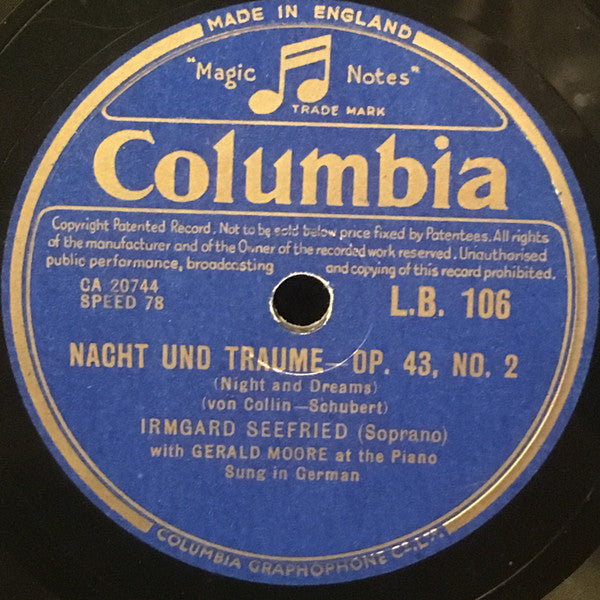 MADE IN ENGLAND
"Magic Notes"
TRADE MARK
Columbia
Copyright Patented Record. Not to be sold below price fixed by Patentees. All rights
of the manufacturer and of the Owner of the recorded work reserved. Unauthorised
public performance, broadcasting and copying of this record prohibited.
CA 20744
SPEED 78
L.B. 106
NACHT UND TRAUME—OP. 43, NO. 2
(Night and Dreams)
(von Collin—Schubert)
IRMGARD SEEFRIED (Soprano)
with GERALD MOORE at the Piano
Sung in German
COLUMBIA GRAPHOPHONE CO. LTD.